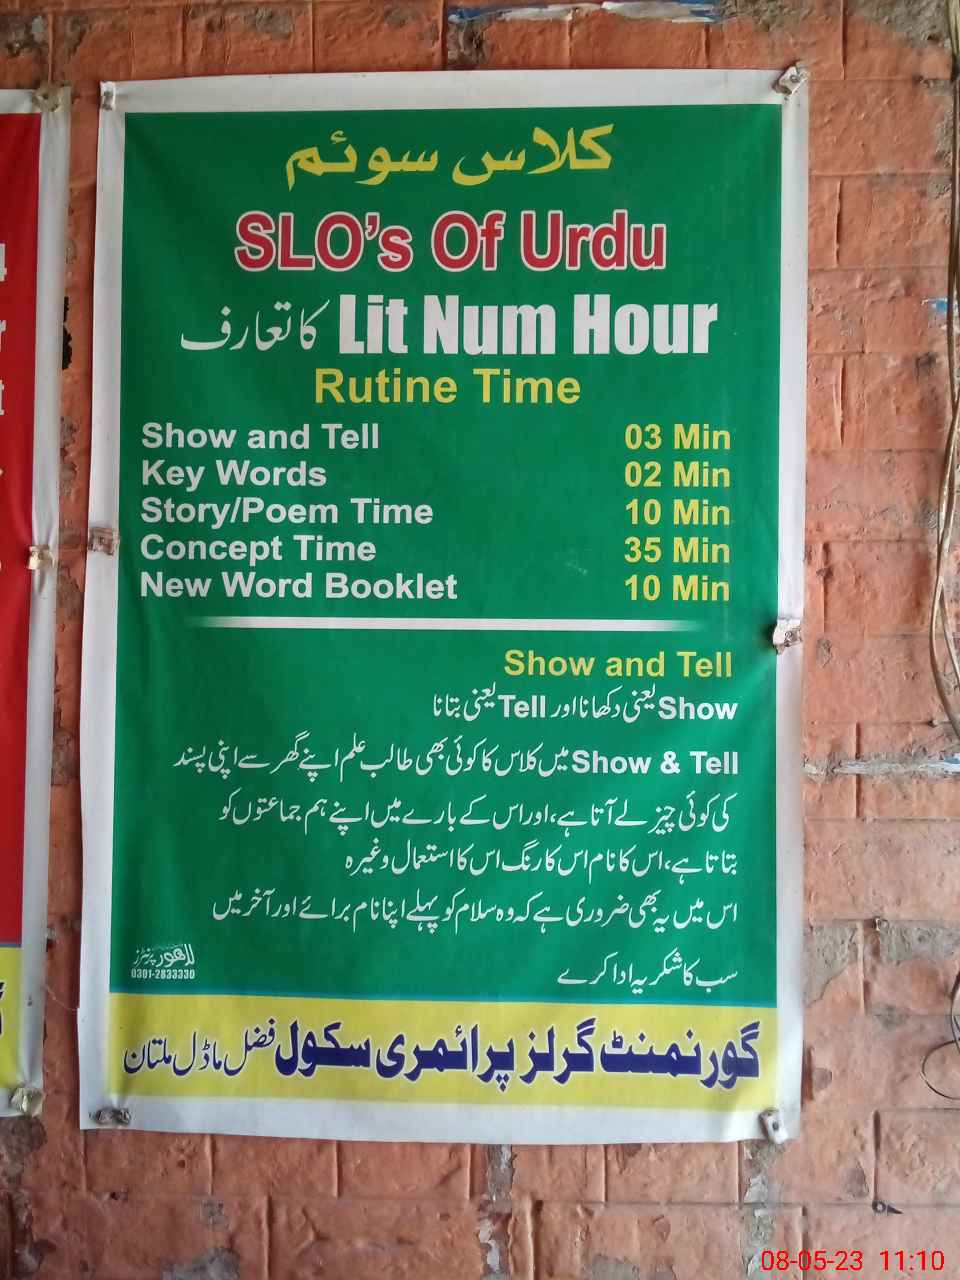 کلاس سوئم
SLO's Of Urdu
Lit Num Hour کا تعارف
Rutine Time
Show and Tell 03 Min
Key Words 02 Min
Story/Poem Time 10 Min
Concept Time 35 Min
New Word Booklet 10 Min
Show and Tell
Show یعنی دکھانا اور Tell یعنی بتانا
Show & Tell میں کلاس کا کوئی بھی طالب علم اپنے گھر سے اپنی پسند
کی کوئی چیز لے آتا ہے، اور اس کے بارے میں اپنے ہم جماعتوں کو
بتاتا ہے، اس کا نام اس کا رنگ اس کا استعمال وغیرہ
اس میں یہ بھی ضروری ہے کہ وہ سلام کو پہلے اپنا نام برائے اور آخر میں
سب کا شکریہ ادا کرے
لاھور پرنٹرز
0301-2833330
گورنمنٹ گرلز پرائمری سکول فضل ماڈل ملتان
08-05-23 11:10